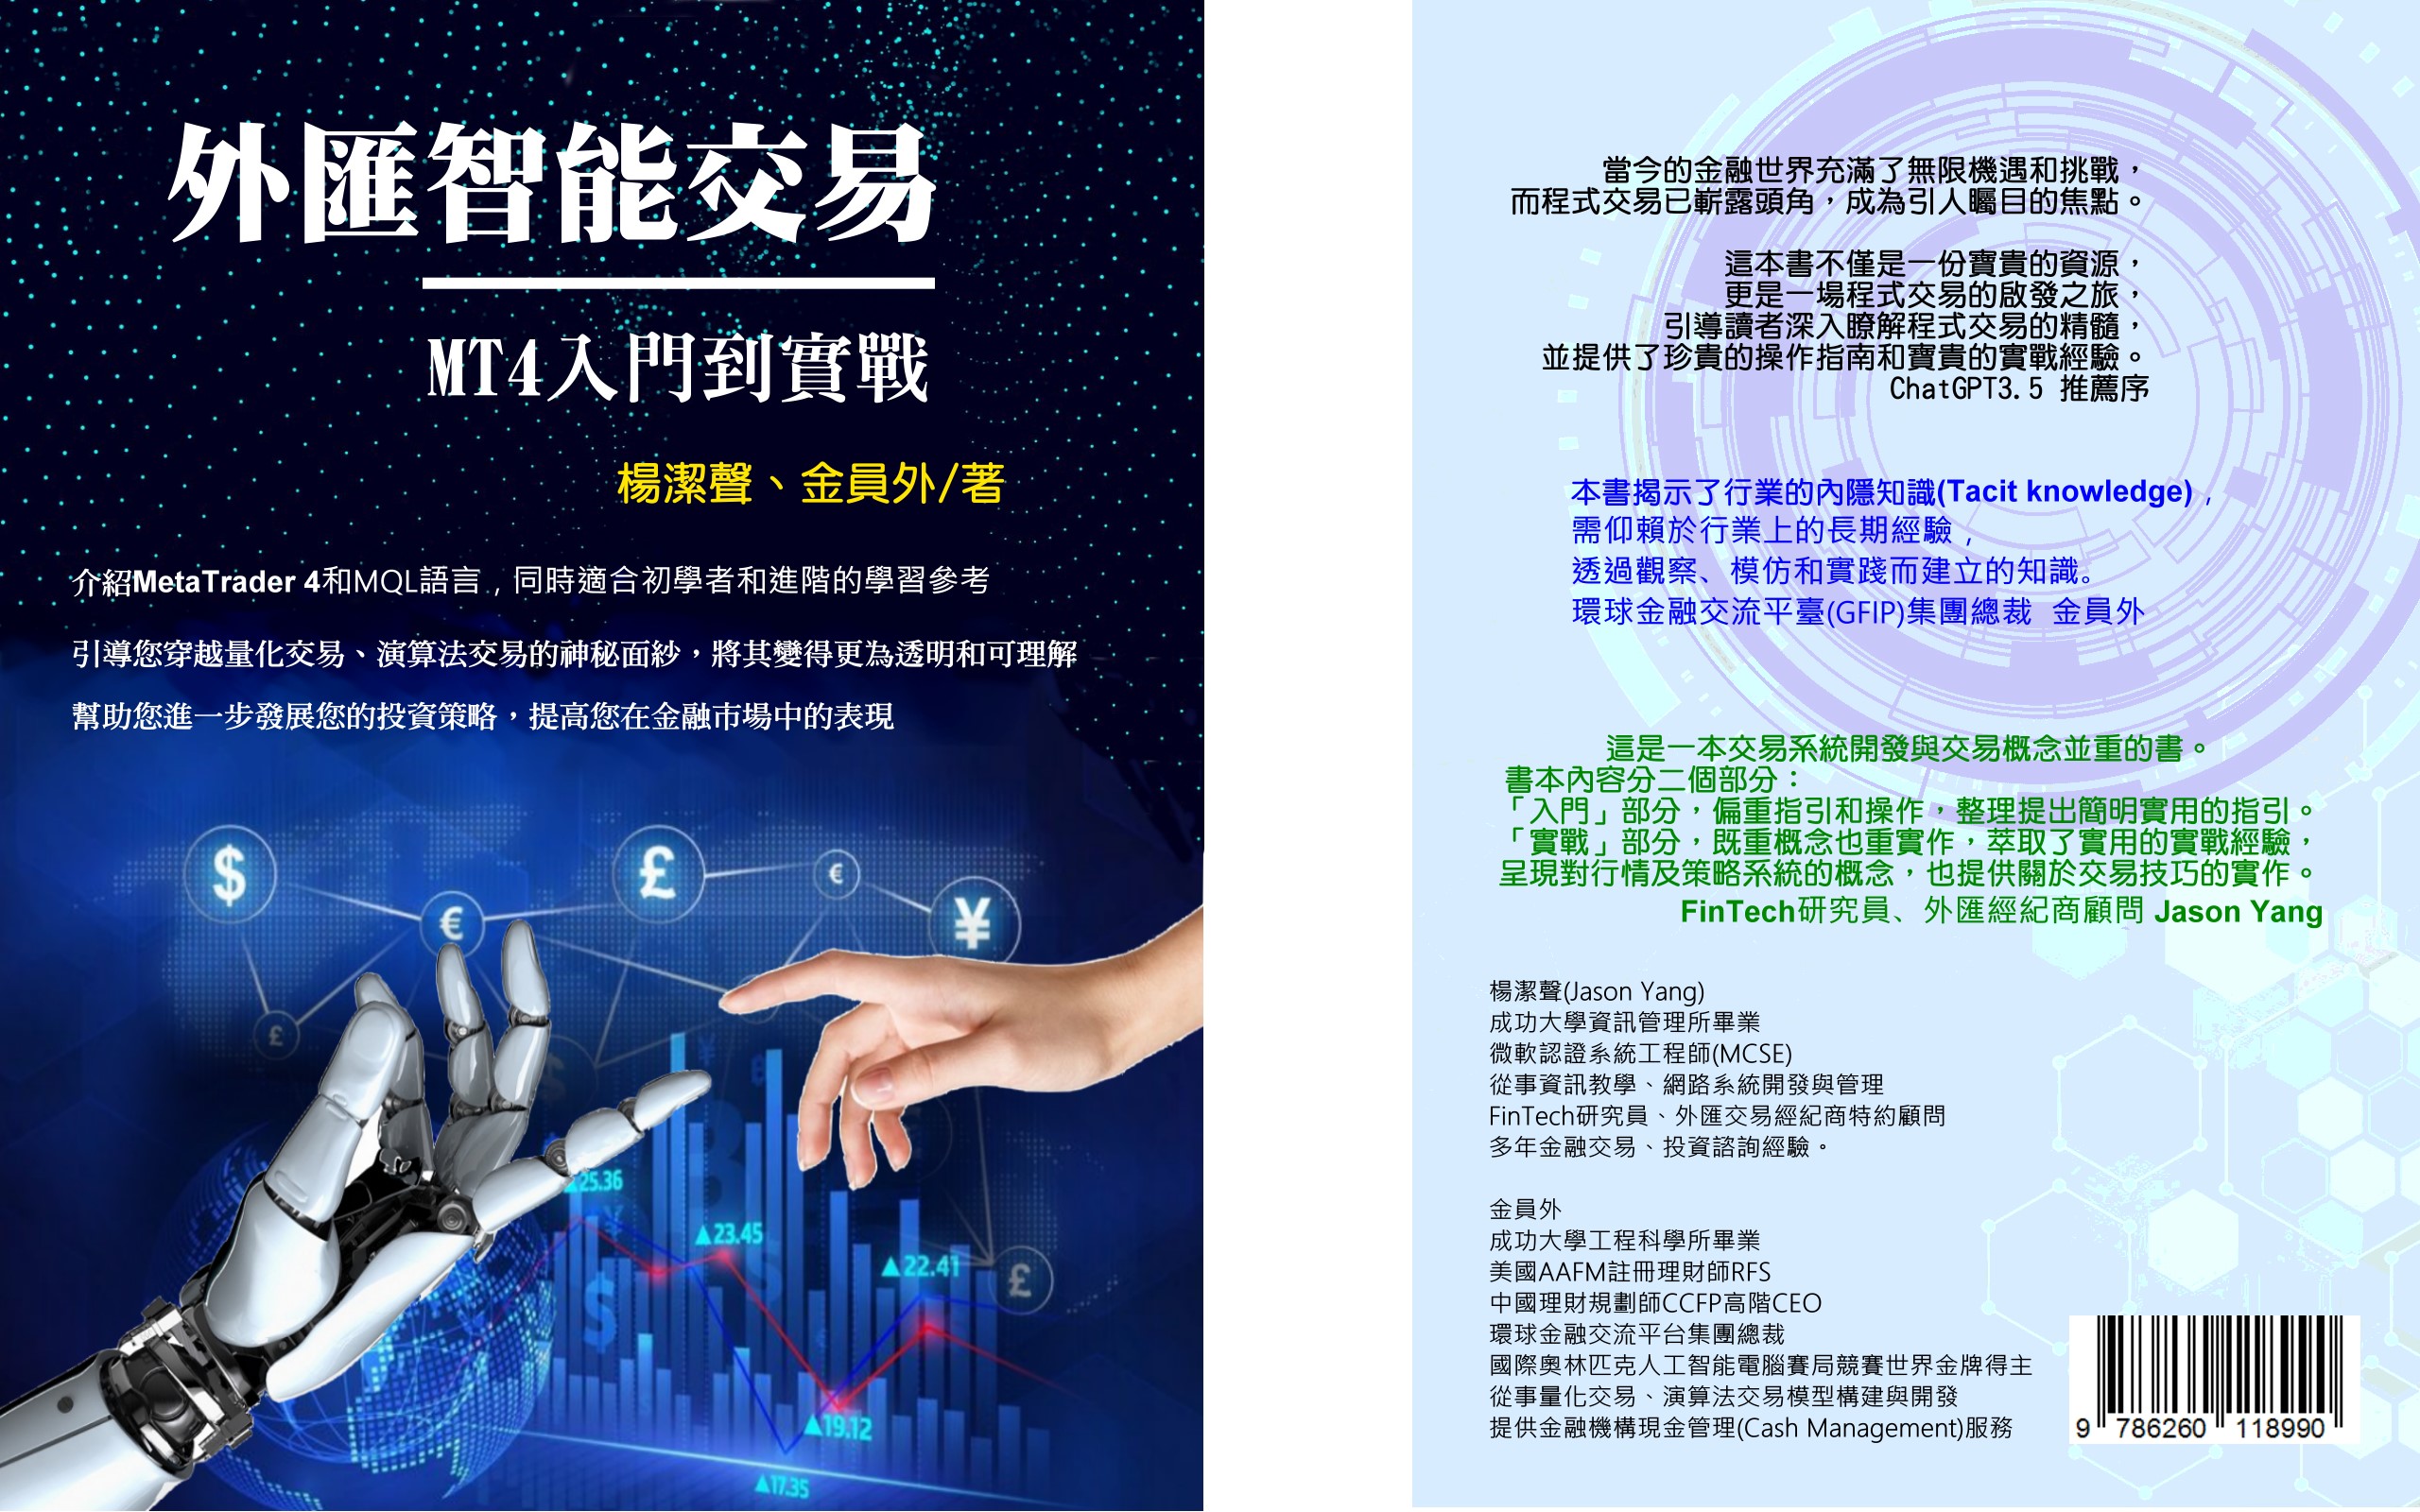 外匯智能交易
MT4入門到實戰
楊潔聲、金員外/著
介紹MetaTrader 4和MQL語言，同時適合初學者和進階的學習參考
引導您穿越量化交易、演算法交易的神秘面紗，將其變得更為透明和可理解
幫助您進一步發展您的投資策略，提高您在金融市場中的表現
$
£
€
¥
€
£
▲25.36
▲23.45
▲22.41
£
$
▲19.12
▲17.35
當今的金融世界充滿了無限機遇和挑戰，
而程式交易已嶄露頭角，成為引人矚目的焦點。
這本書不僅是一份寶貴的資源，
更是一場程式交易的啟發之旅，
引導讀者深入瞭解程式交易的精髓，
並提供了珍貴的操作指南和寶貴的實戰經驗。
ChatGPT3.5 推薦序
本書揭示了行業的內隱知識(Tacit knowledge)，
需仰賴於行業上的長期經驗，
透過觀察、模仿和實踐而建立的知識。
環球金融交流平臺(GFIP)集團總裁 金員外
這是一本交易系統開發與交易概念並重的書。
書本內容分二個部分：
「入門」部分，偏重指引和操作，整理提出簡明實用的指引。
「實戰」部分，既重概念也重實作，萃取了實用的實戰經驗，
呈現對行情及策略系統的概念，也提供關於交易技巧的實作。
FinTech研究員、外匯經紀商顧問 Jason Yang
楊潔聲(Jason Yang)
成功大學資訊管理所畢業
微軟認證系統工程師(MCSE)
從事資訊教學、網路系統開發與管理
FinTech研究員、外匯交易經紀商特約顧問
多年金融交易、投資諮詢經驗。
金員外
成功大學工程科學所畢業
美國AAFM註冊理財師RFS
中國理財規劃師CCFP高階CEO
環球金融交流平台集團總裁
國際奧林匹克人工智能電腦賽局競賽世界金牌得主
從事量化交易、演算法交易模型構建與開發
提供金融機構現金管理(Cash Management)服務
9 786260 118990